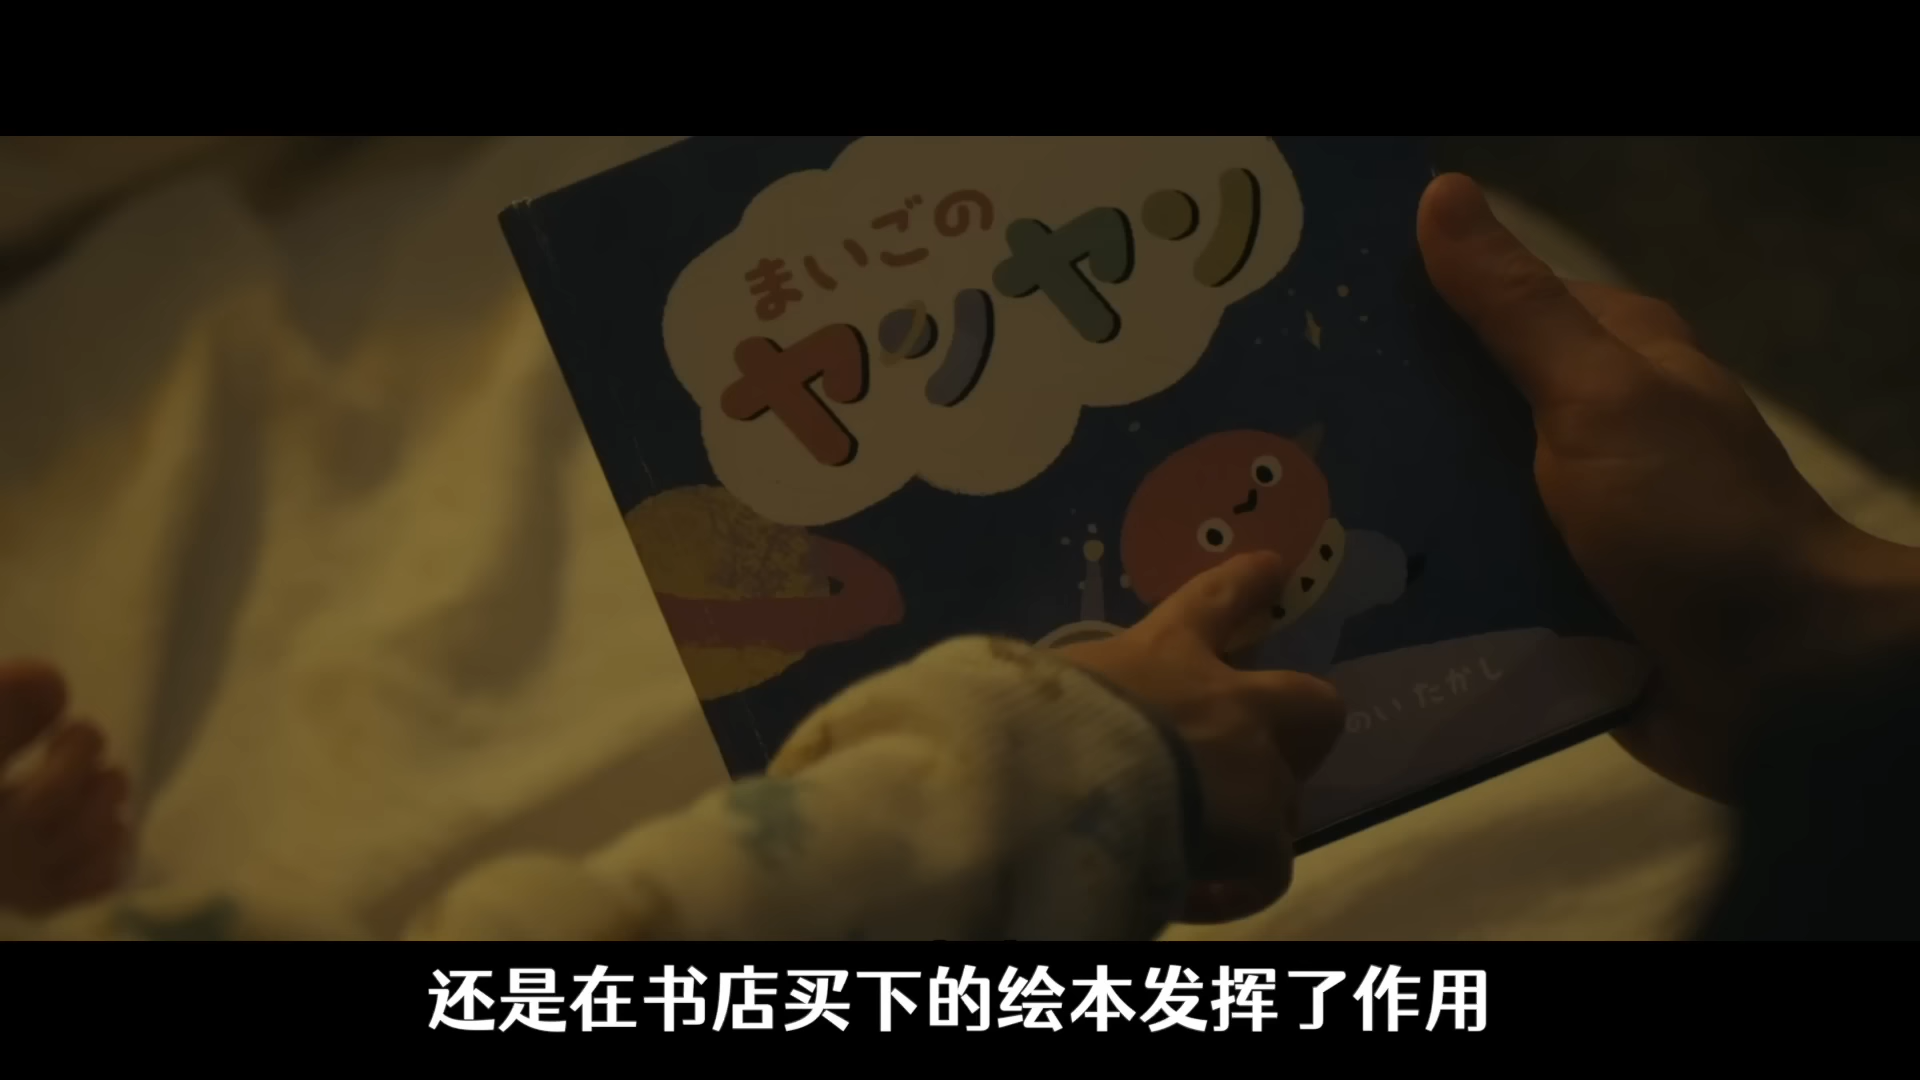 まいごの
ヤンヤン
のいたかし
还是在书店买下的绘本发挥了作用